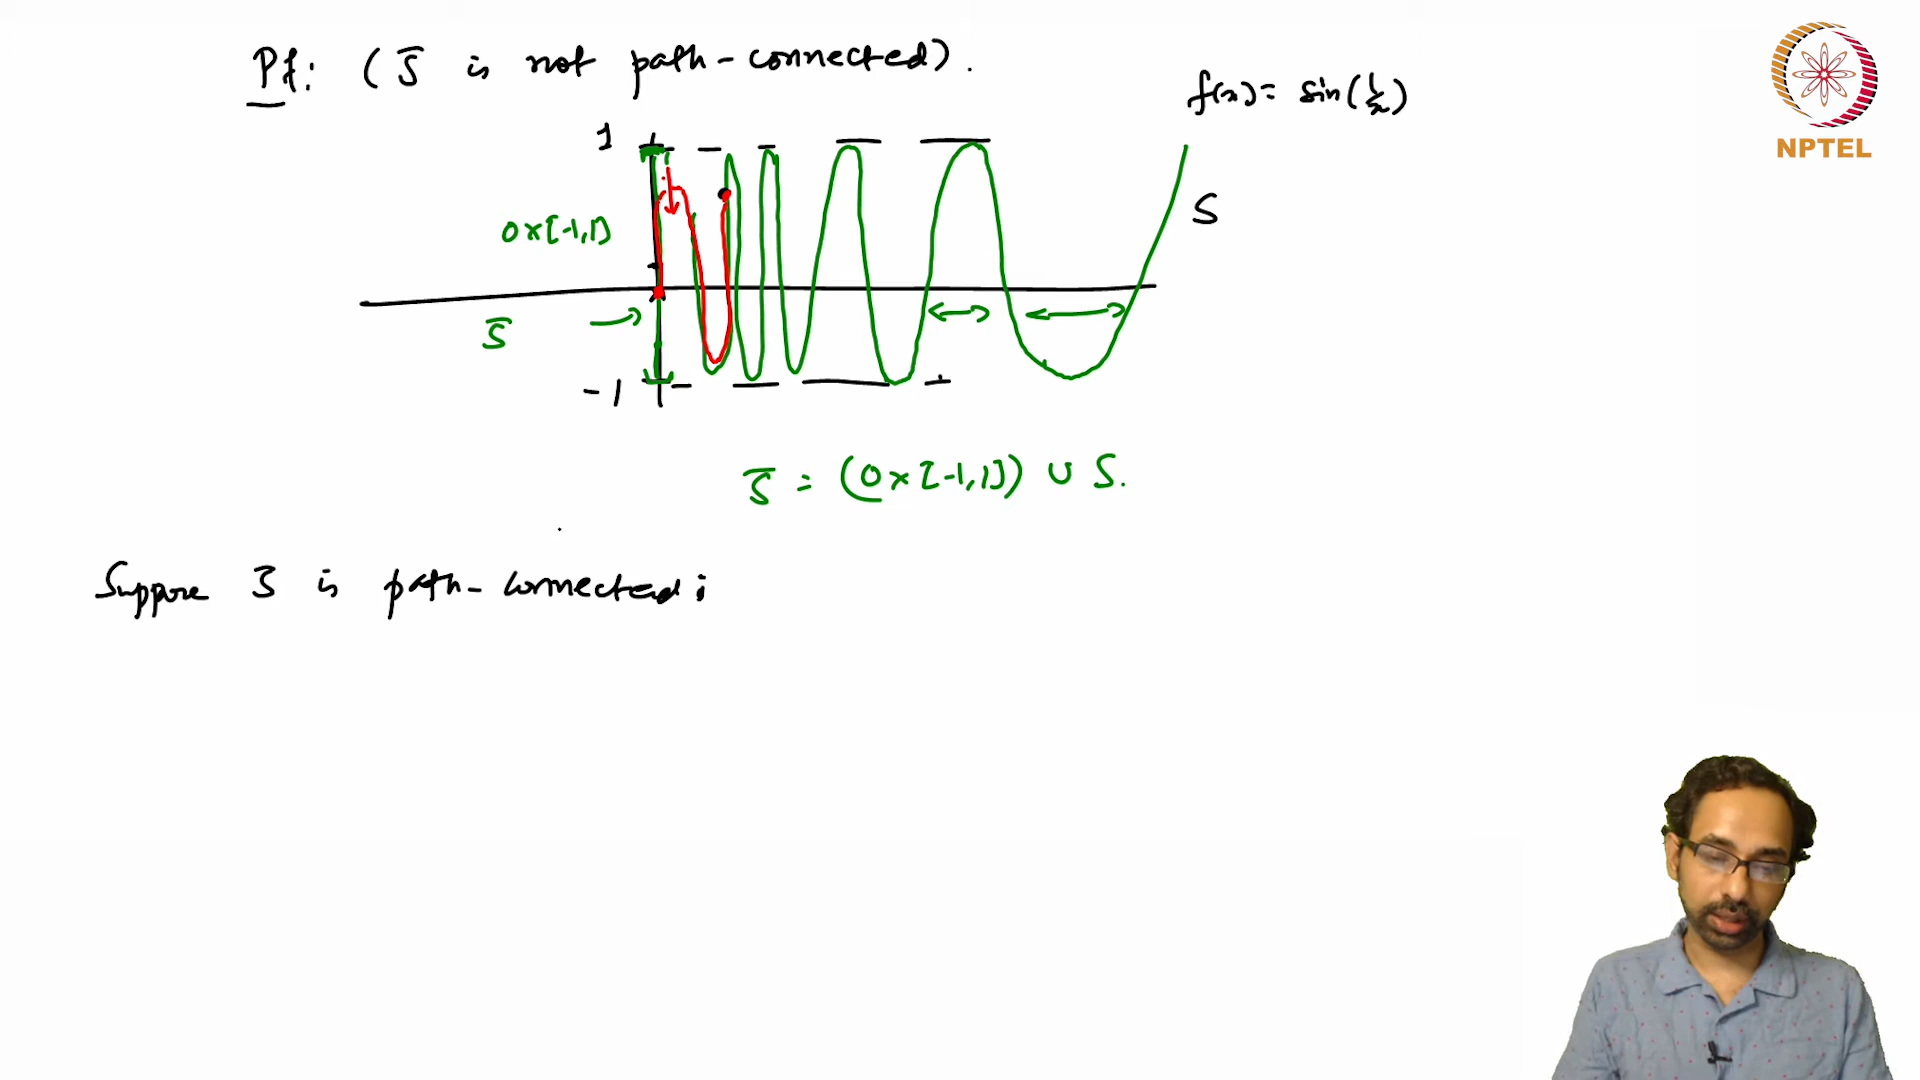 Pf: (S̄ is not path-connected).
f(x) = sin(1/x)
NPTEL
1
S
0×[-1,1]
S̄
-1
S̄ = (0×[-1,1]) ∪ S.
Suppose S̄ is path-connected;